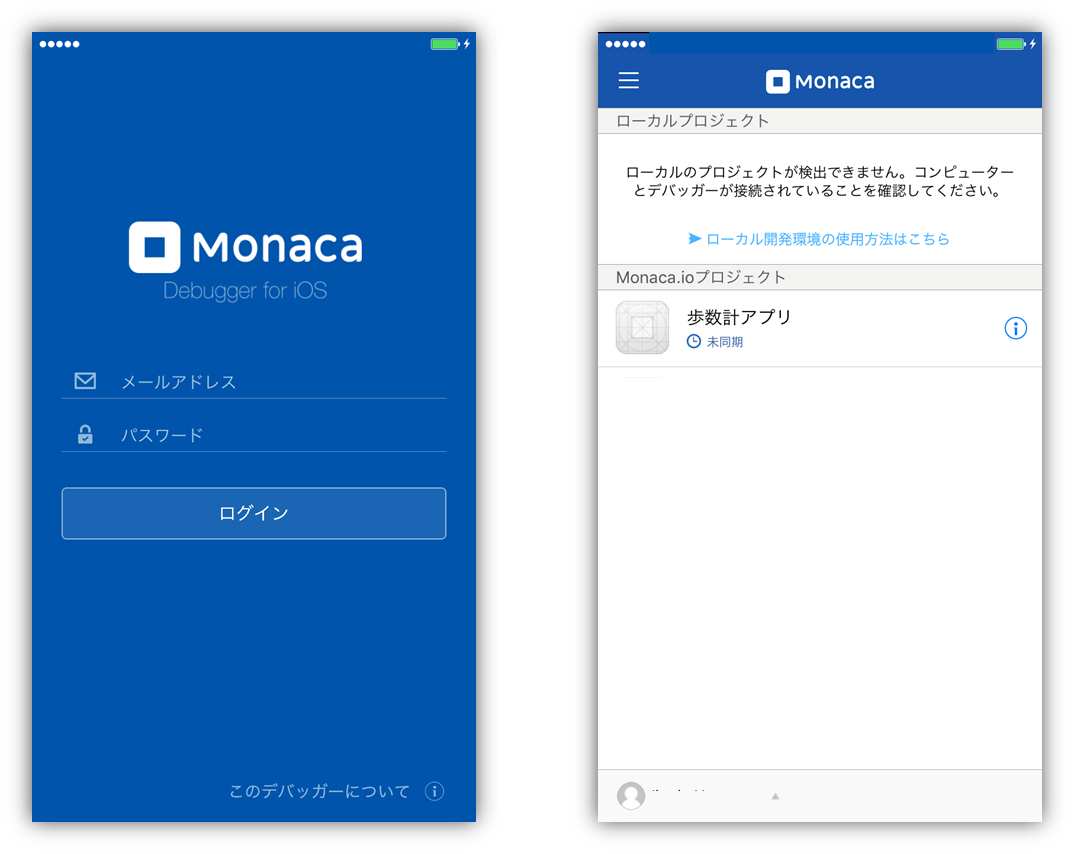 Monaca
Debugger for iOS
メールアドレス
パスワード
ログイン
このデバッガーについて
Monaca
ローカルプロジェクト
ローカルのプロジェクトが検出できません。コンピューター
とデバッガーが接続されていることを確認してください。
ローカル開発環境の使用方法はこちら
Monaca.ioプロジェクト
歩数計アプリ
未同期